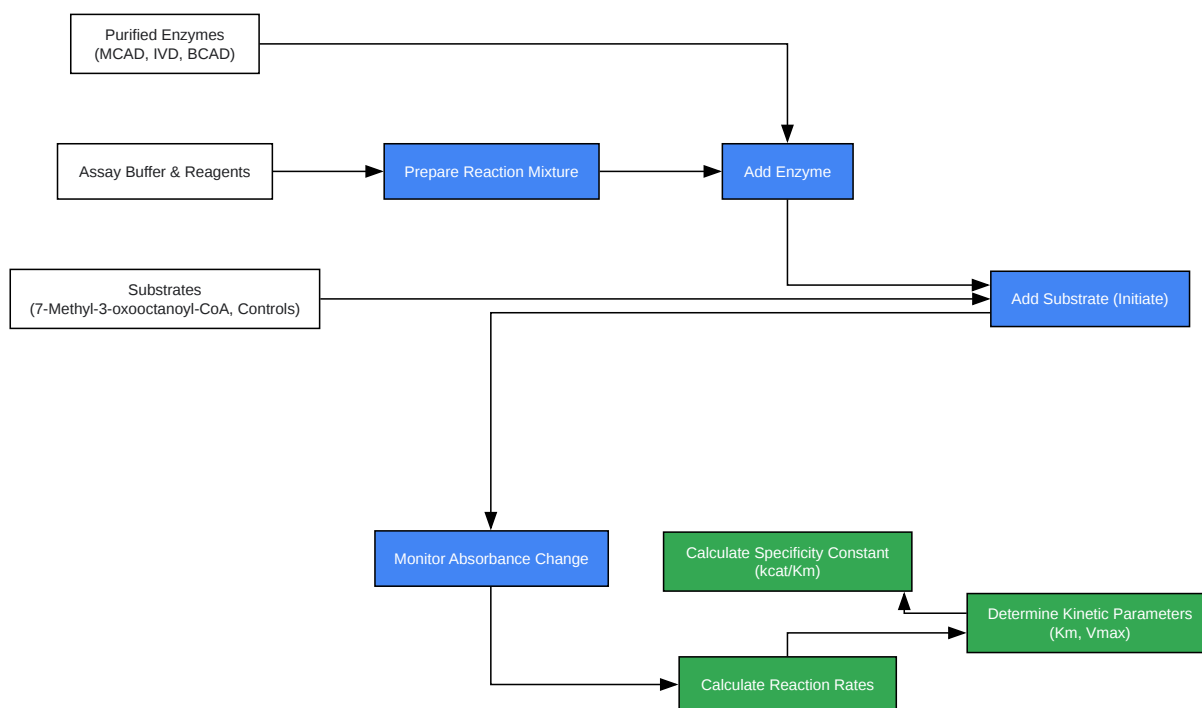 Purified Enzymes
(MCAD, IVD, BCAD)
Assay Buffer & Reagents
Prepare Reaction Mixture
Add Enzyme
Substrates
(7-Methyl-3-oxooctanoyl-CoA, Controls)
Add Substrate (Initiate)
Monitor Absorbance Change
Calculate Specificity Constant
(kcat/Km)
Determine Kinetic Parameters
(Km, Vmax)
Calculate Reaction Rates